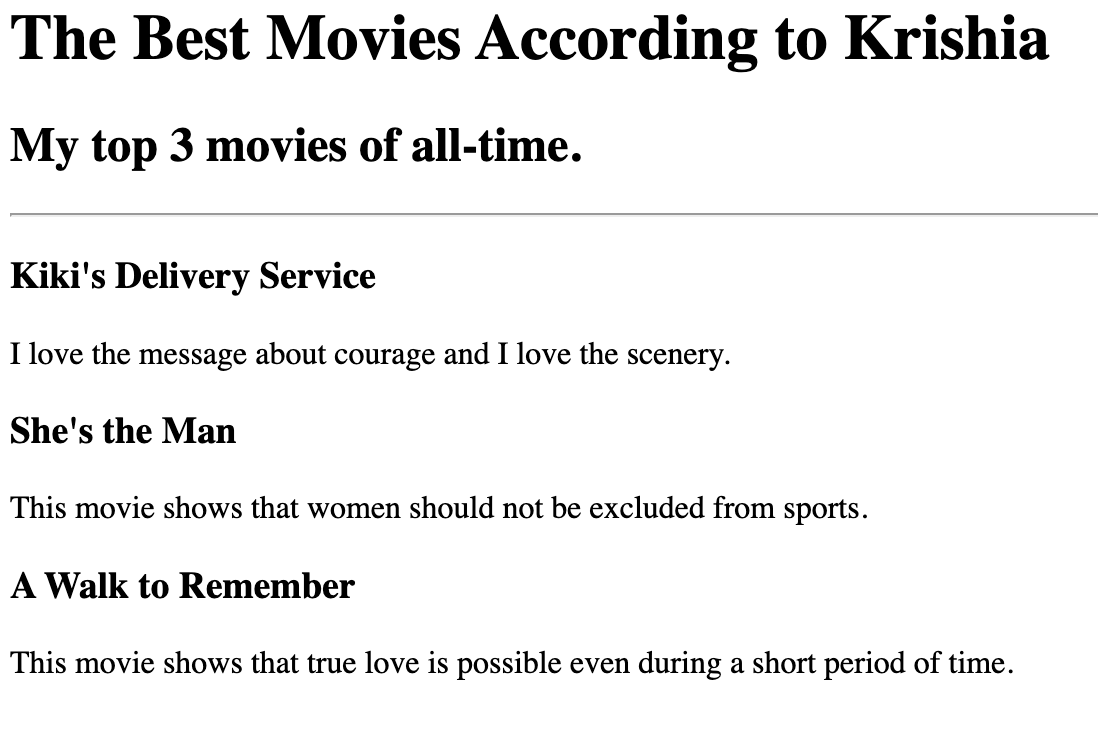 The Best Movies According to Krishia
My top 3 movies of all-time.
Kiki's Delivery Service
I love the message about courage and I love the scenery.
She's the Man
This movie shows that women should not be excluded from sports.
A Walk to Remember
This movie shows that true love is possible even during a short period of time.